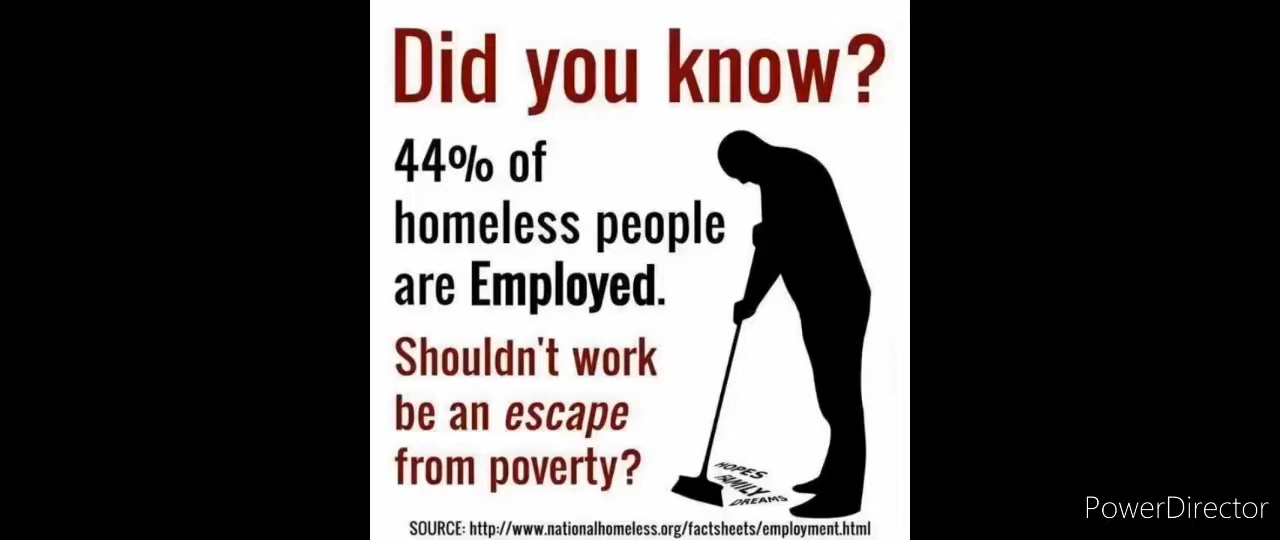 Did you know?
44% of
homeless people
are Employed.
Shouldn't work
be an escape
from poverty?
HOPES
FAMILY
DREAMS
SOURCE: http://www.nationalhomeless.org/factsheets/employment.html
PowerDirector